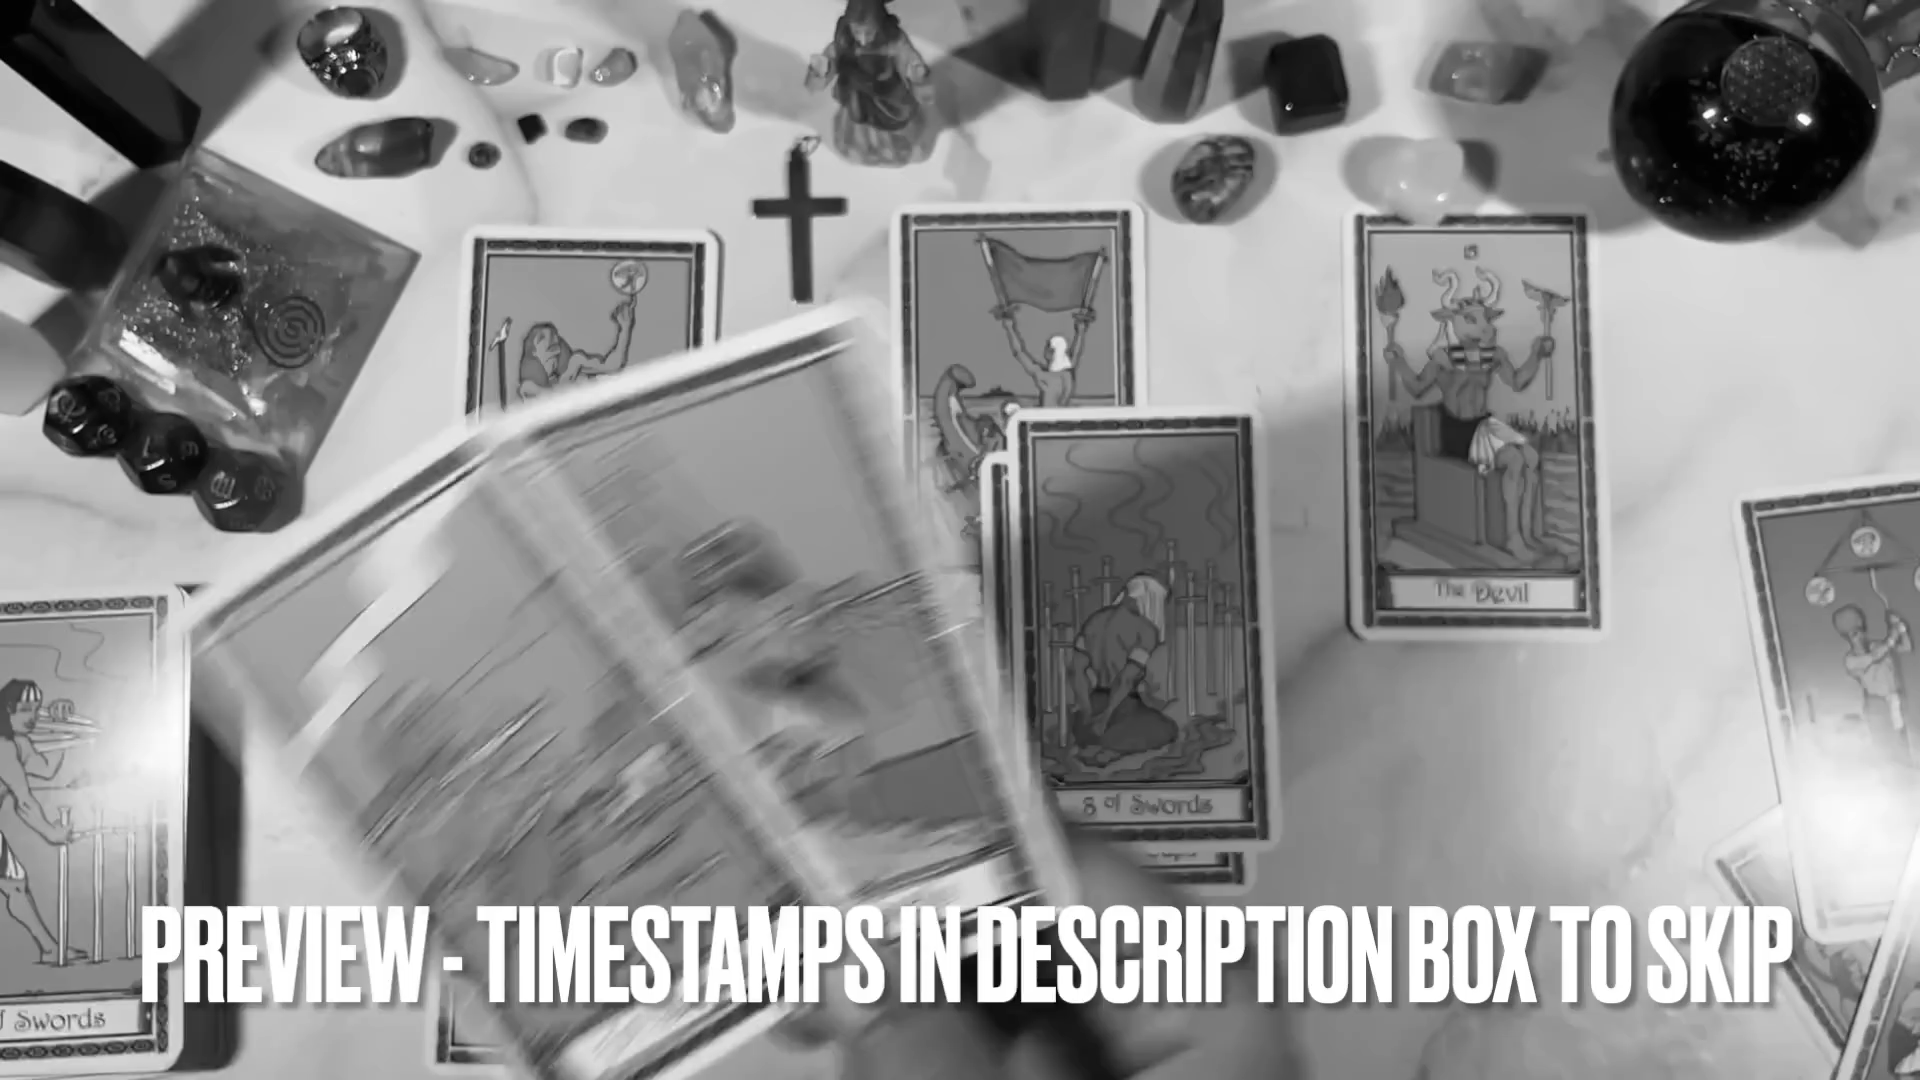 The Devil
8 of Swords
PREVIEW - TIMESTAMPS IN DESCRIPTION BOX TO SKIP
f Swords